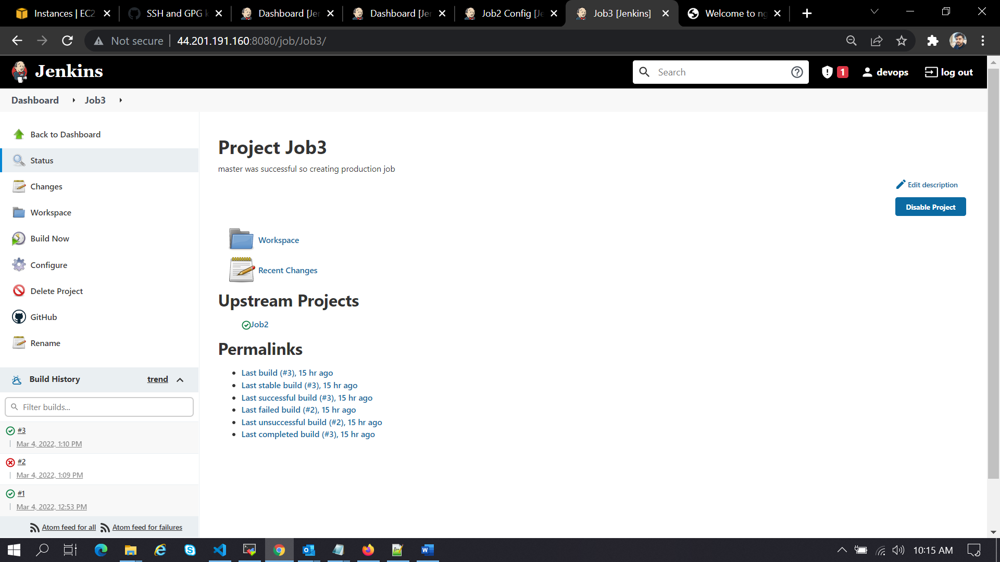 Instances | EC2
SSH and GPG k
Dashboard [Jen
Dashboard [Jen
Job2 Config [Je
Job3 [Jenkins]
Welcome to ng
Not secure
44.201.191.160:8080/job/Job3/
Jenkins
Search
1
devops
log out
Dashboard
Job3
Back to Dashboard
Status
Changes
Workspace
Build Now
Configure
Delete Project
GitHub
Rename
Build History
trend
Filter builds...
#3
Mar 4, 2022, 1:10 PM
#2
Mar 4, 2022, 1:09 PM
#1
Mar 4, 2022, 12:53 PM
Atom feed for all
Atom feed for failures
Project Job3
master was successful so creating production job
Edit description
Disable Project
Workspace
Recent Changes
Upstream Projects
Job2
Permalinks
Last build (#3), 15 hr ago
Last stable build (#3), 15 hr ago
Last successful build (#3), 15 hr ago
Last failed build (#2), 15 hr ago
Last unsuccessful build (#2), 15 hr ago
Last completed build (#3), 15 hr ago
10:15 AM